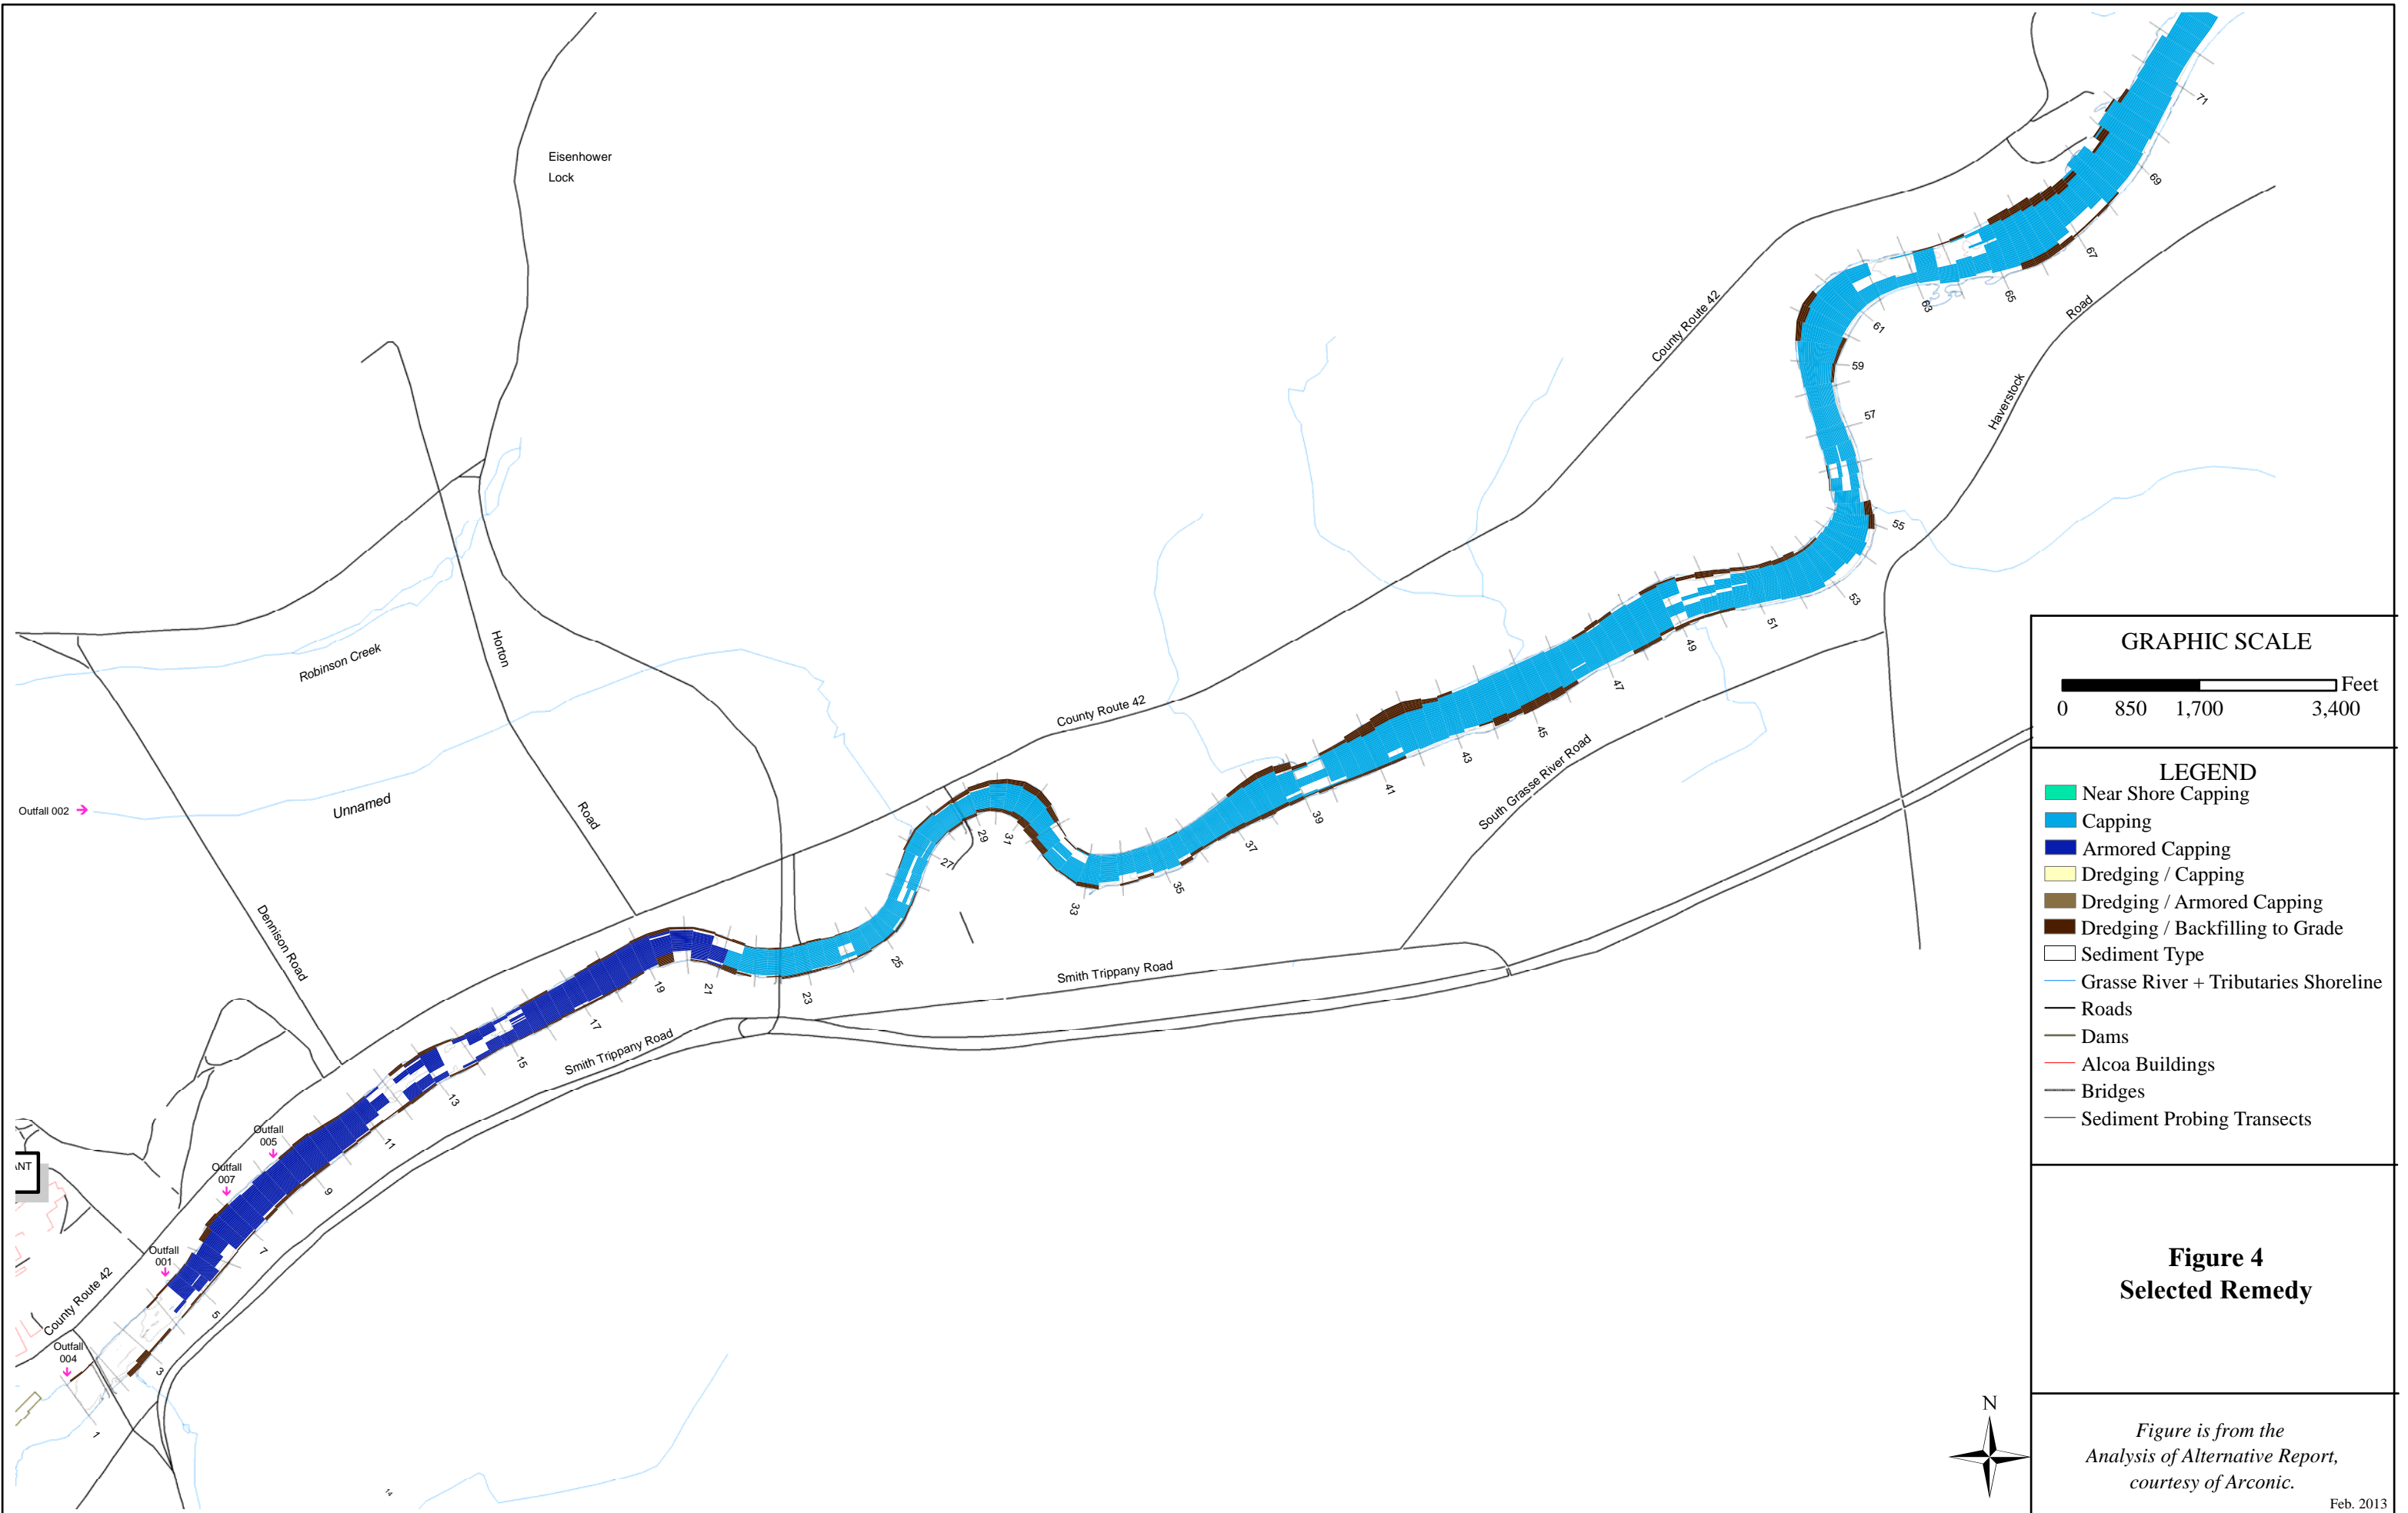 Eisenhower
Lock
County Route 42
Haverstock
Road
71
69
67
65
63
61
59
57
55
53
51
49
47
45
43
41
39
37
35
33
31
29
27
25
23
21
19
17
15
13
11
9
7
5
3
1
14
Robinson Creek
Horton
Road
Outfall 002
Unnamed
County Route 42
South Grasse River Road
Dennison Road
Smith Trippany Road
Smith Trippany Road
Outfall
005
Outfall
007
ANT
Outfall
001
County Route 42
Outfall
004
N
GRAPHIC SCALE
Feet
0 850 1,700 3,400
LEGEND
Near Shore Capping
Capping
Armored Capping
Dredging / Capping
Dredging / Armored Capping
Dredging / Backfilling to Grade
Sediment Type
Grasse River + Tributaries Shoreline
Roads
Dams
Alcoa Buildings
Bridges
Sediment Probing Transects
Figure 4
Selected Remedy
Figure is from the
Analysis of Alternative Report,
courtesy of Arconic.
Feb. 2013